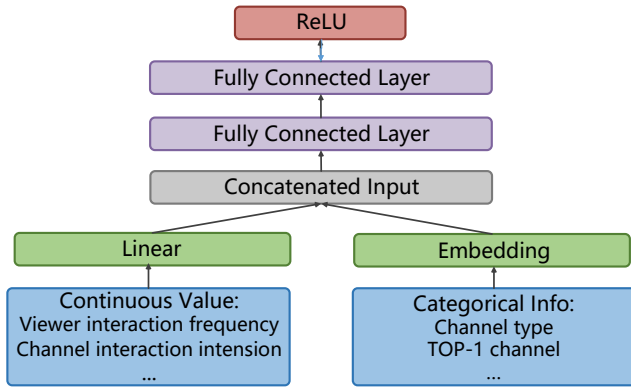 ReLU
Fully Connected Layer
Fully Connected Layer
Concatenated Input
Linear
Embedding
Continuous Value:
Viewer interaction frequency
Channel interaction intension
...
Categorical Info:
Channel type
TOP-1 channel
...